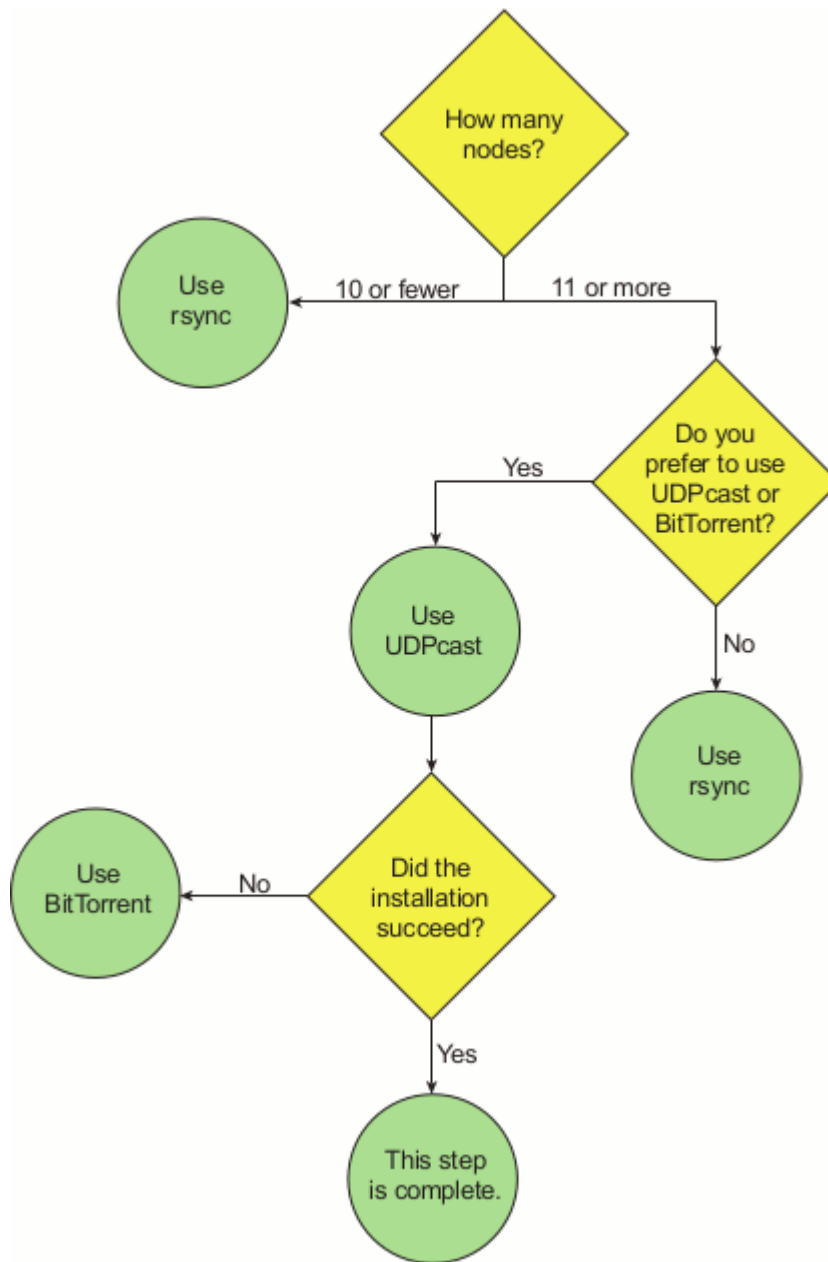 How many
nodes?
Use
rsync
10 or fewer
11 or more
Do you
prefer to use
UDPcast or
BitTorrent?
Yes
Use
UDPcast
No
Use
rsync
Use
BitTorrent
No
Did the
installation
succeed?
Yes
This step
is complete.